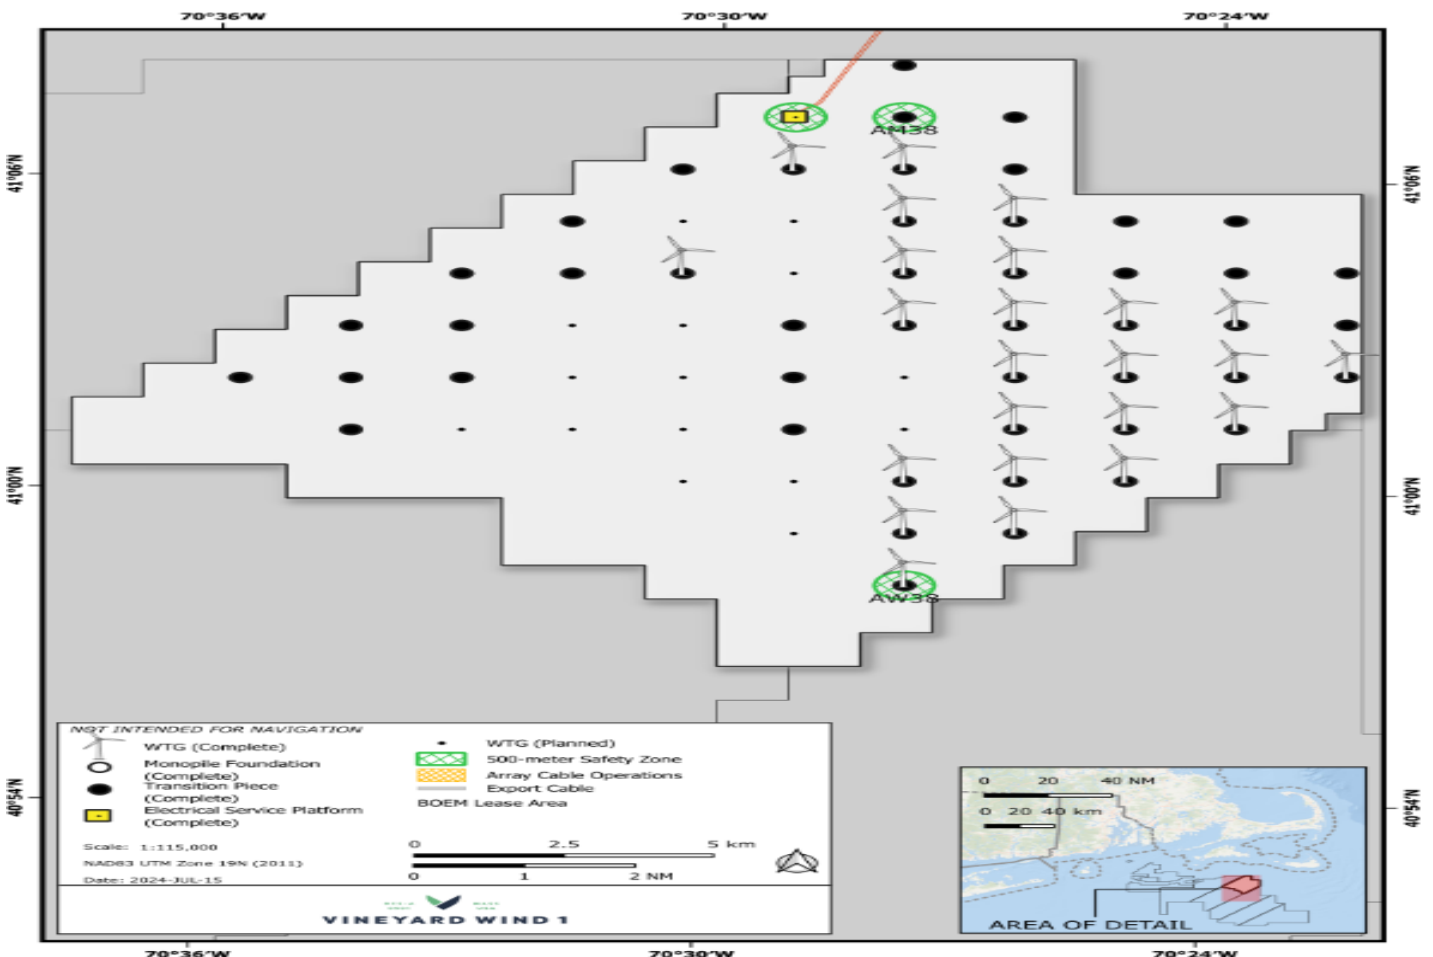 70°36'W 70°30'W 70°24'W
41°06'N 41°06'N
AM38
41°00'N 41°00'N
AW38
40°54'N 40°54'N
NOT INTENDED FOR NAVIGATION
WTG (Complete)
Monopile Foundation
(Complete)
Transition Piece
(Complete)
Electrical Service Platform
(Complete)
WTG (Planned)
500-meter Safety Zone
Array Cable Operations
Export Cable
BOEM Lease Area
Scale: 1:115,000
NAD83 UTM Zone 19N (2011)
Date: 2024-JUL-15
0 2.5 5 km
0 1 2 NM
VINEYARD WIND 1
0 20 40 NM
0 20 40 km
AREA OF DETAIL
70°36'W 70°30'W 70°24'W